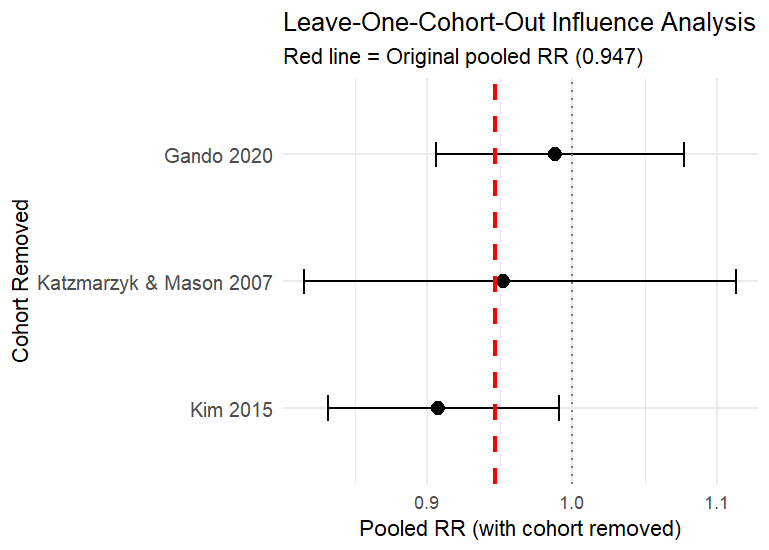 Leave-One-Cohort-Out Influence Analysis
Red line = Original pooled RR (0.947)
Cohort Removed
Gando 2020
Katzmarzyk & Mason 2007
Kim 2015
0.9 1.0 1.1
Pooled RR (with cohort removed)